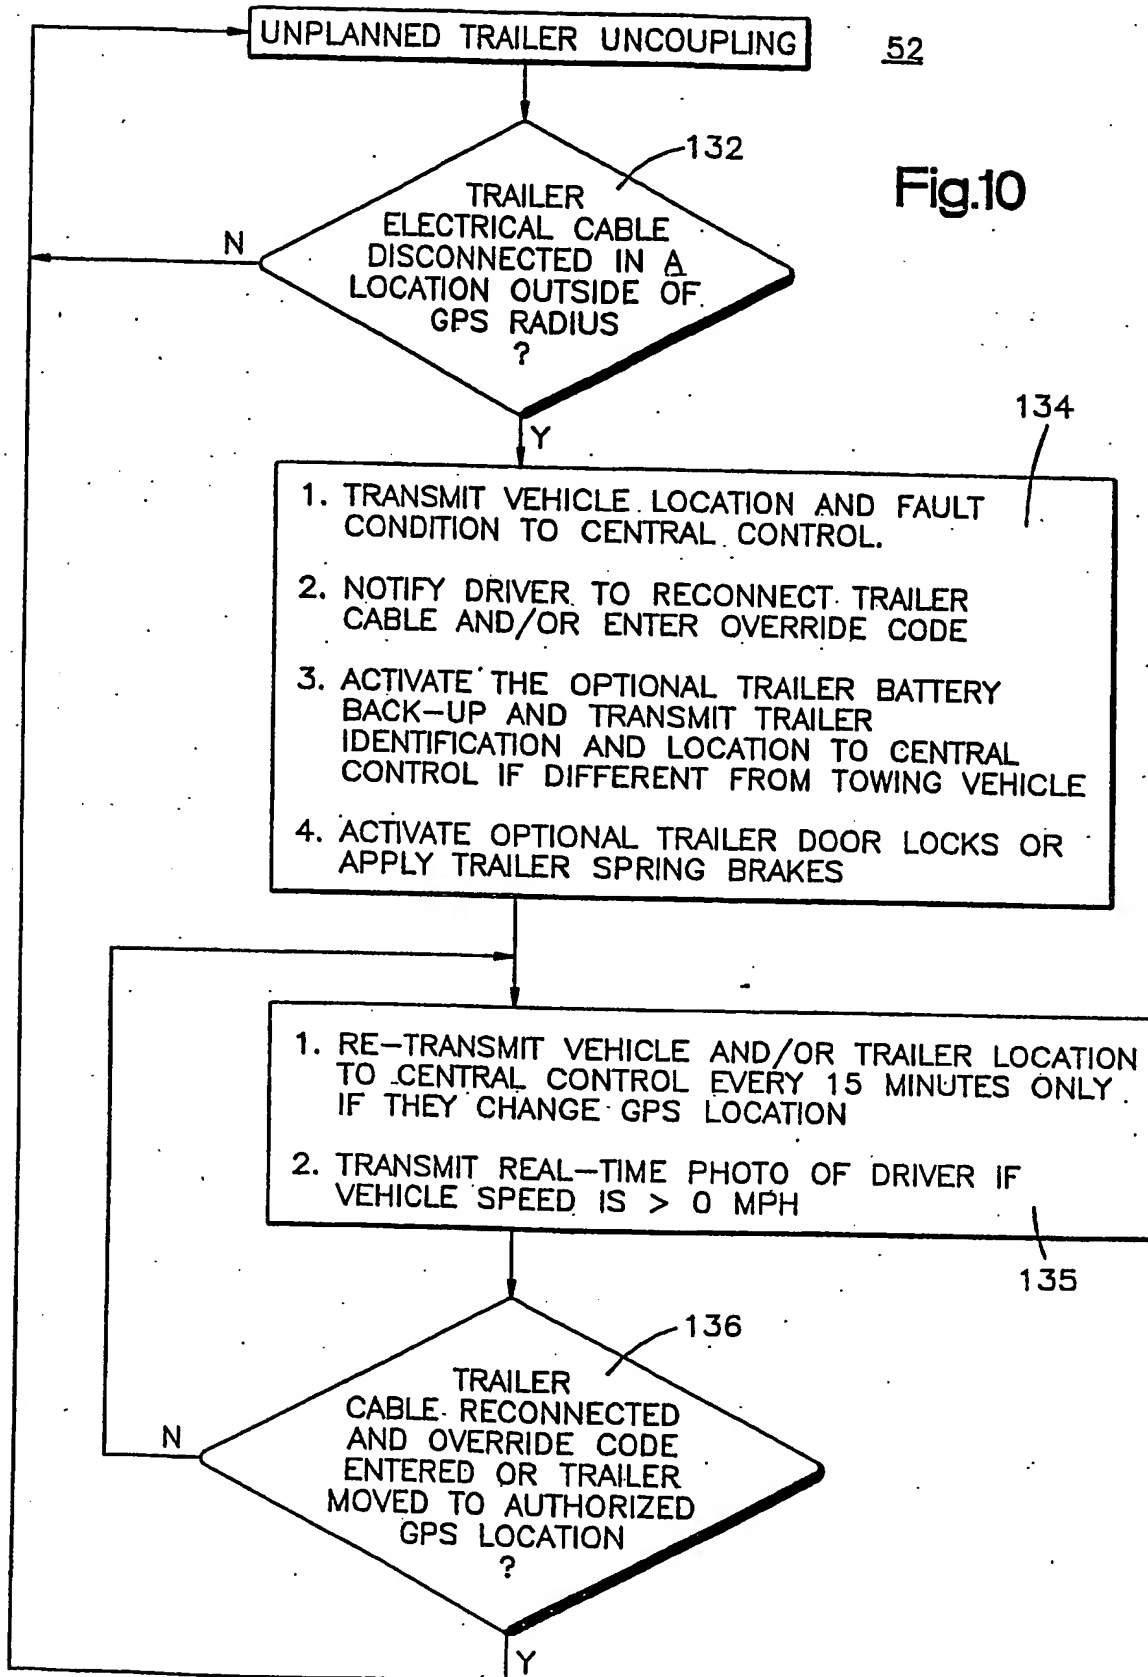 UNPLANNED TRAILER UNCOUPLING
52
132
Fig.10
TRAILER
ELECTRICAL CABLE
DISCONNECTED IN A
LOCATION OUTSIDE OF
GPS RADIUS
?
N
Y
134
1. TRANSMIT VEHICLE LOCATION AND FAULT
CONDITION TO CENTRAL CONTROL.
2. NOTIFY DRIVER TO RECONNECT TRAILER
CABLE AND/OR ENTER OVERRIDE CODE
3. ACTIVATE THE OPTIONAL TRAILER BATTERY
BACK-UP AND TRANSMIT TRAILER
IDENTIFICATION AND LOCATION TO CENTRAL
CONTROL IF DIFFERENT FROM TOWING VEHICLE
4. ACTIVATE OPTIONAL TRAILER DOOR LOCKS OR
APPLY TRAILER SPRING BRAKES
1. RE-TRANSMIT VEHICLE AND/OR TRAILER LOCATION
TO CENTRAL CONTROL EVERY 15 MINUTES ONLY
IF THEY CHANGE GPS LOCATION
2. TRANSMIT REAL-TIME PHOTO OF DRIVER IF
VEHICLE SPEED IS > 0 MPH
135
136
TRAILER
CABLE RECONNECTED
AND OVERRIDE CODE
ENTERED OR TRAILER
MOVED TO AUTHORIZED
GPS LOCATION
?
N
Y